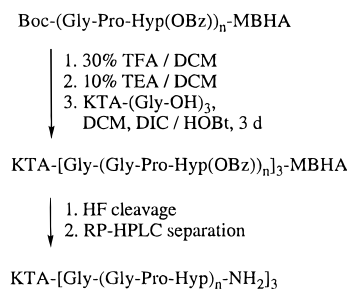 Boc-(Gly-Pro-Hyp(OBz))n-MBHA
1. 30% TFA / DCM
2. 10% TEA / DCM
3. KTA-(Gly-OH)3,
DCM, DIC / HOBt, 3 d
KTA-[Gly-(Gly-Pro-Hyp(OBz))n]3-MBHA
1. HF cleavage
2. RP-HPLC separation
KTA-[Gly-(Gly-Pro-Hyp)n-NH2]3